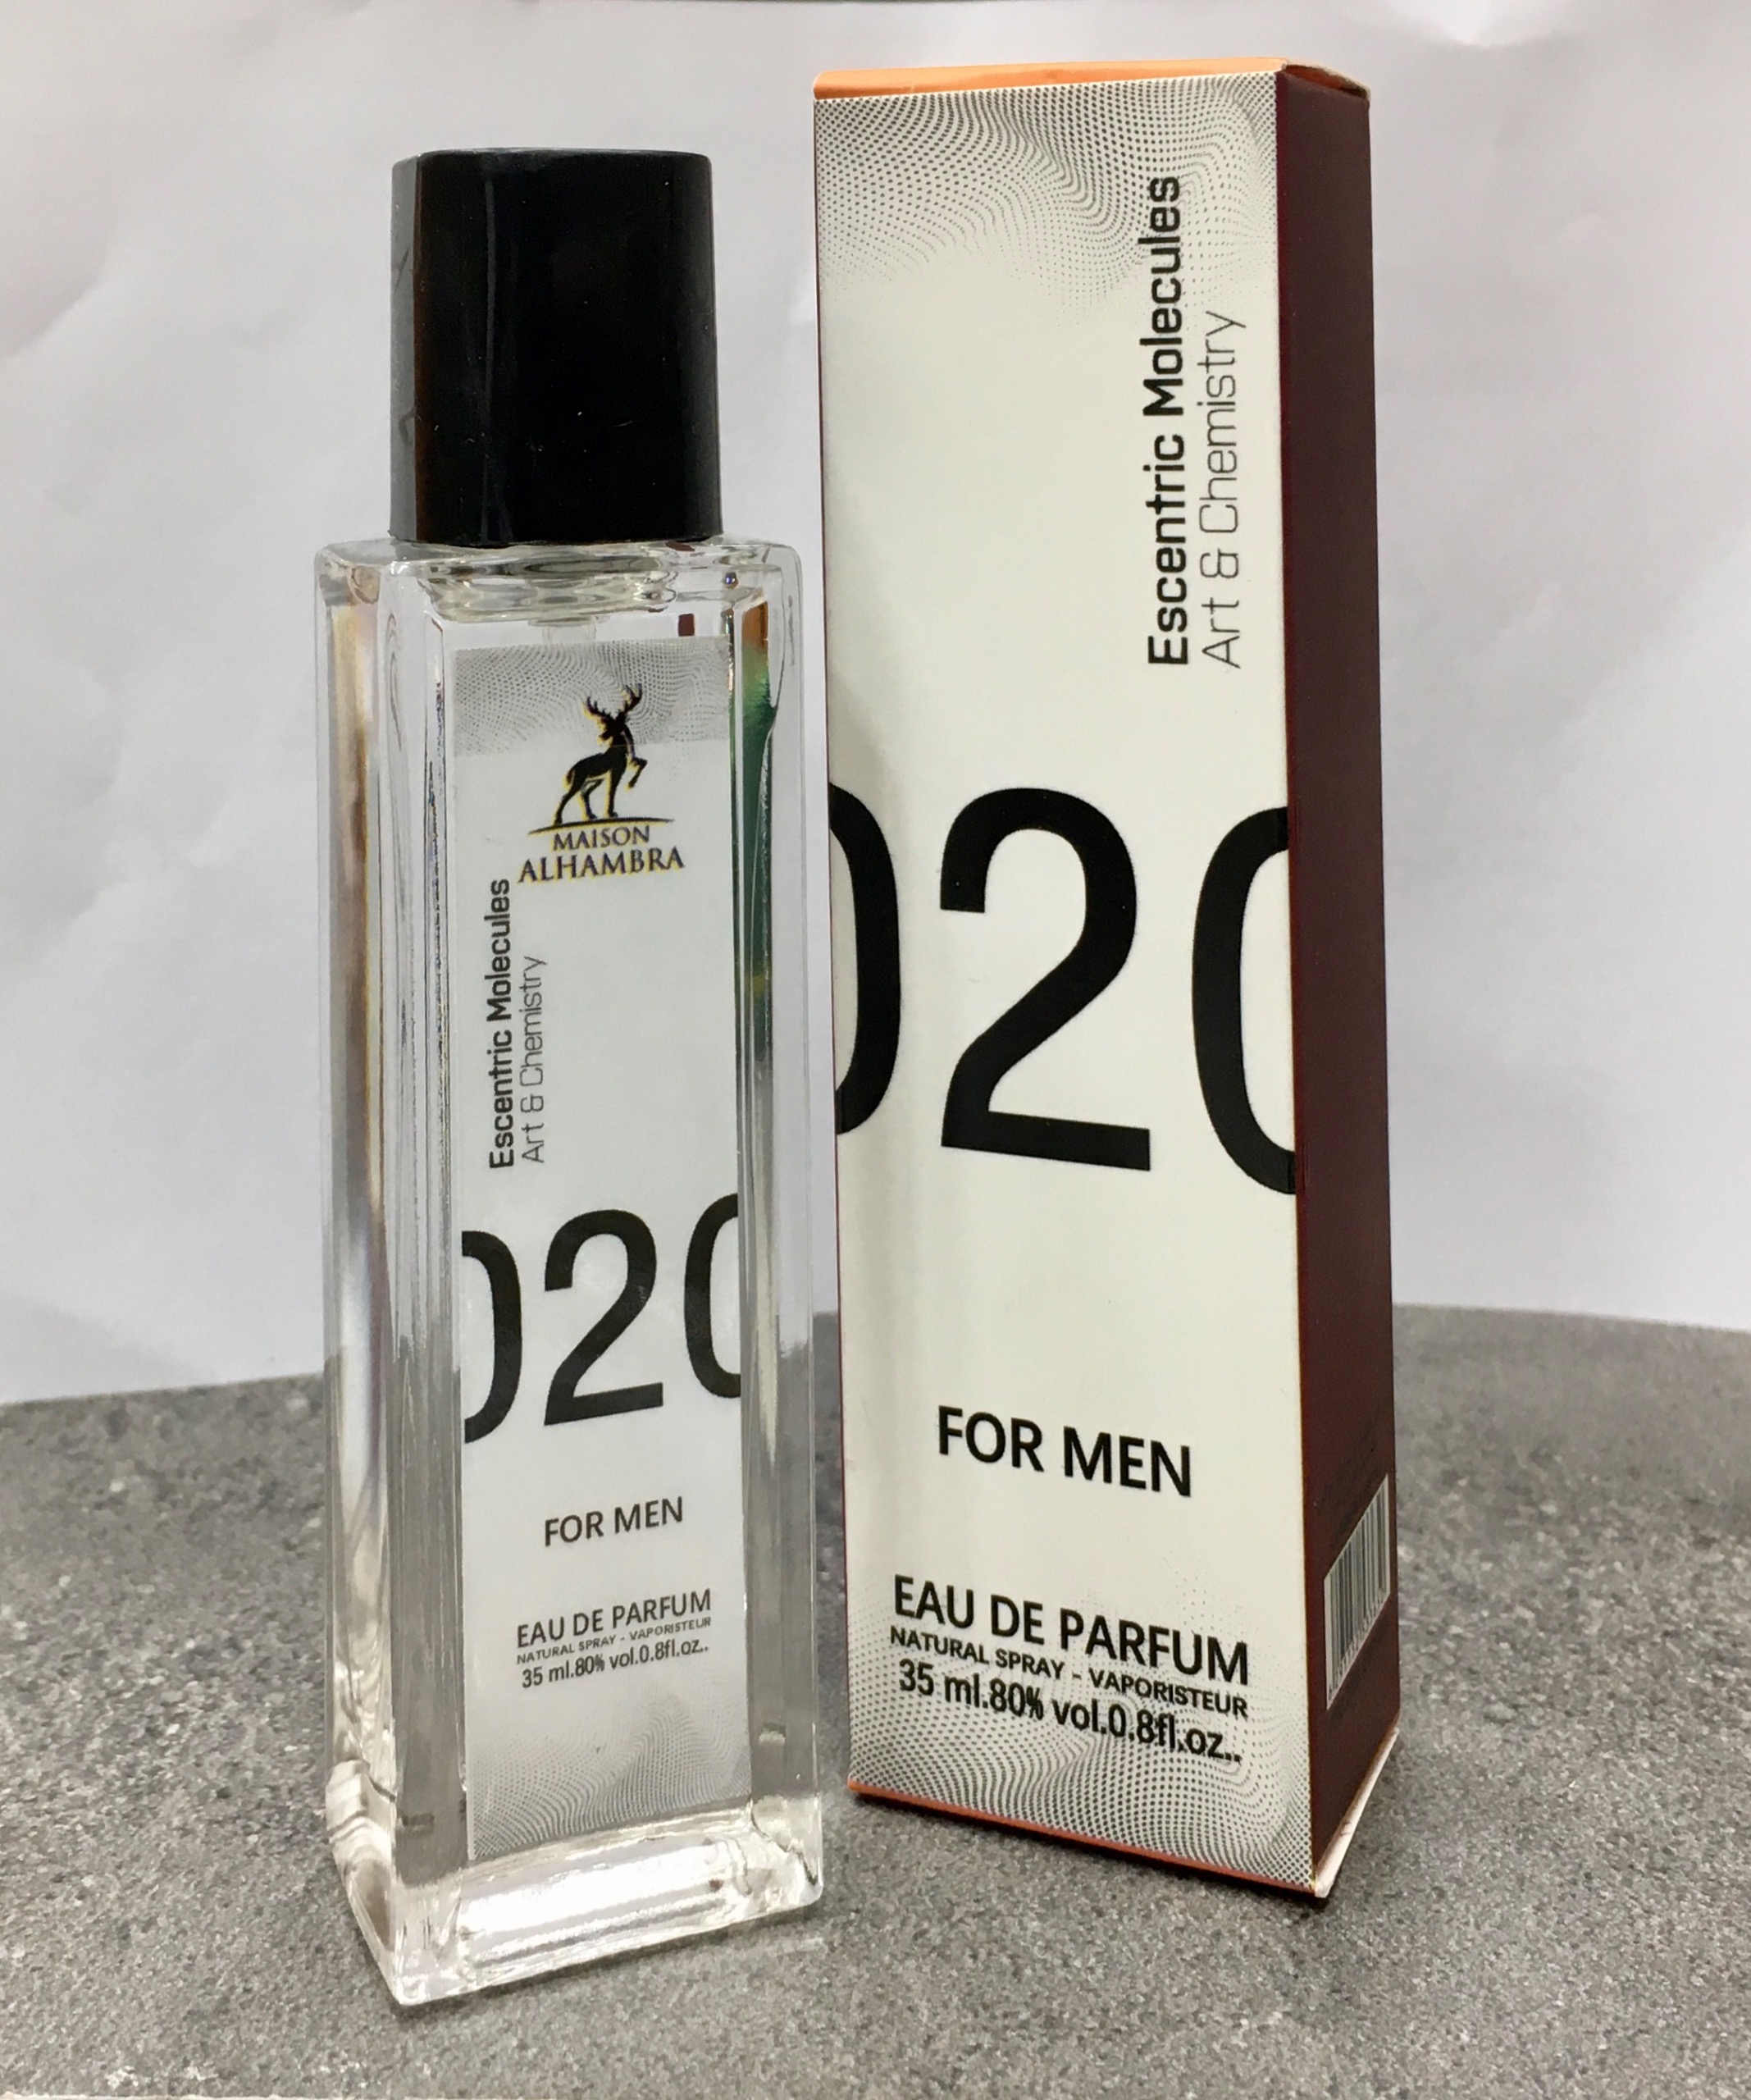 MAISON
ALHAMBRA
Escentric Molecules
Art & Chemistry
020
FOR MEN
EAU DE PARFUM
NATURAL SPRAY - VAPORISTEUR
35 ml.80% vol.0.8fl.oz..
Escentric Molecules
Art & Chemistry
020
FOR MEN
EAU DE PARFUM
NATURAL SPRAY - VAPORISTEUR
35 ml.80% vol.0.8fl.oz..